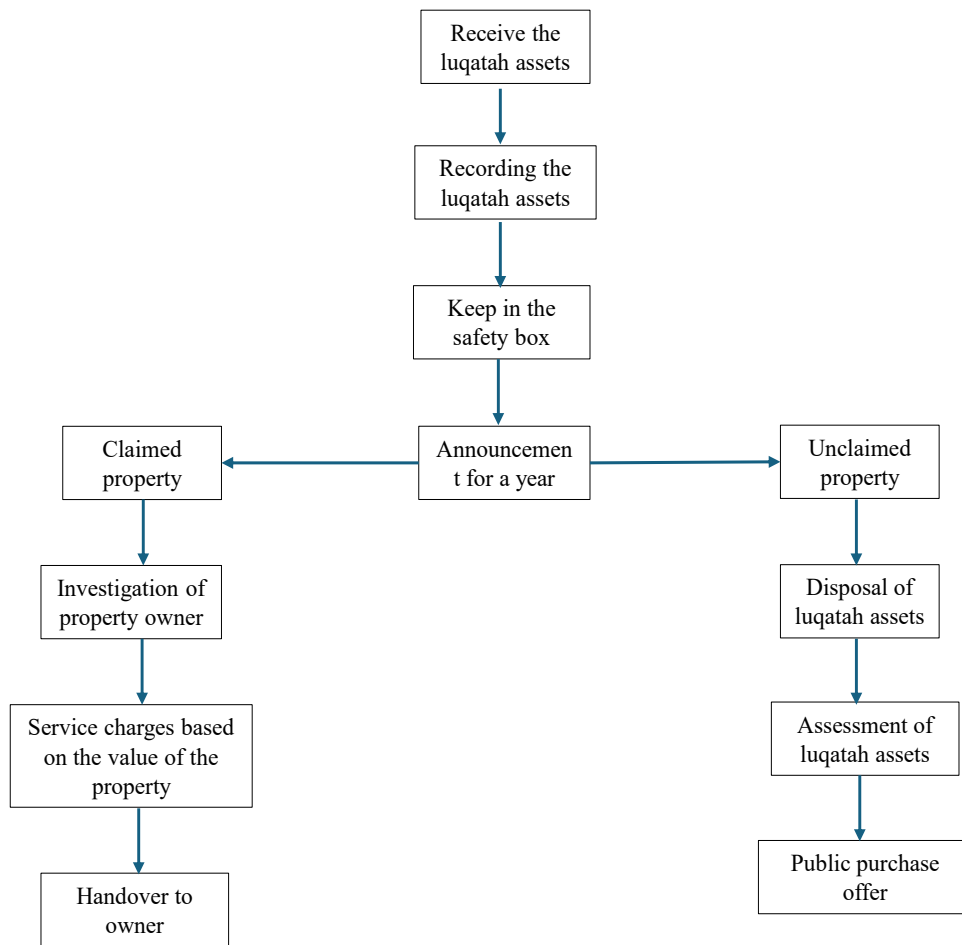 Receive the
luqatah assets
Recording the
luqatah assets
Keep in the
safety box
Claimed
property
Announcemen
t for a year
Unclaimed
property
Investigation of
property owner
Disposal of
luqatah assets
Service charges based
on the value of the
property
Assessment of
luqatah assets
Handover to
owner
Public purchase
offer